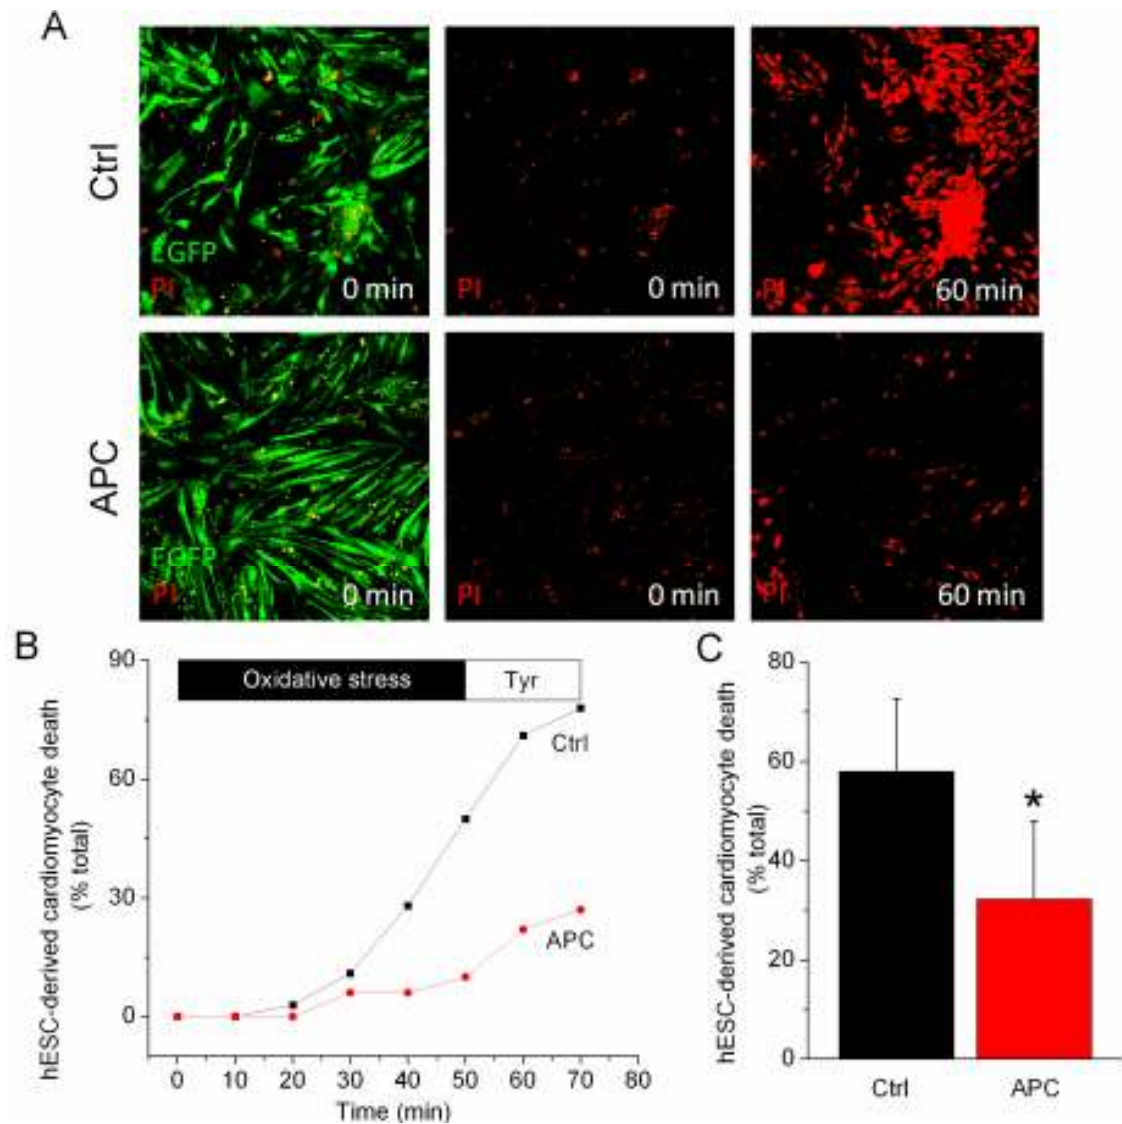 A
Ctrl
EGFP
PI
0 min
PI
0 min
PI
60 min
APC
EGFP
PI
0 min
PI
0 min
PI
60 min
B
hESC-derived cardiomyocyte death
(% total)
90
60
30
0
Oxidative stress
Tyr
Ctrl
APC
0 10 20 30 40 50 60 70 80
Time (min)
C
hESC-derived cardiomyocyte death
(% total)
80
60
40
20
0
*
Ctrl APC